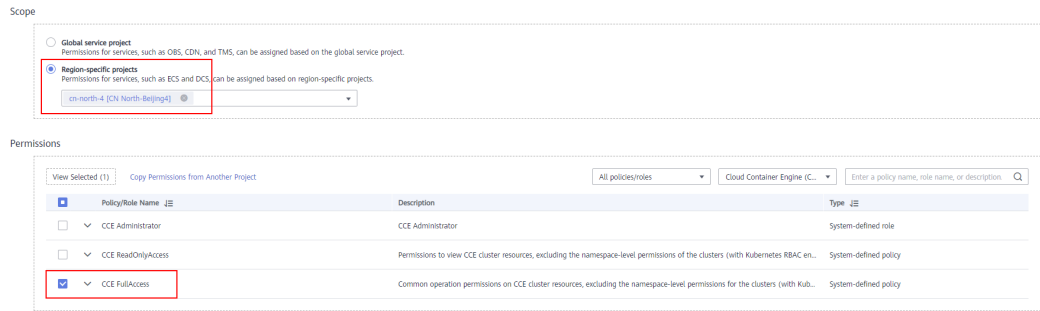 Scope
Global service project
Permissions for services, such as OBS, CDN, and TMS, can be assigned based on the global service project.
Region-specific projects
Permissions for services, such as ECS and DCS, can be assigned based on region-specific projects.
cn-north-4 [CN North-Beijing4]
Permissions
View Selected (1) Copy Permissions from Another Project All policies/roles Cloud Container Engine (C... Enter a policy name, role name, or description
Policy/Role Name Description Type
CCE Administrator CCE Administrator System-defined role
CCE ReadOnlyAccess Permissions to view CCE cluster resources, excluding the namespace-level permissions of the clusters (with Kubernetes RBAC en... System-defined policy
CCE FullAccess Common operation permissions on CCE cluster resources, excluding the namespace-level permissions for the clusters (with Kub... System-defined policy